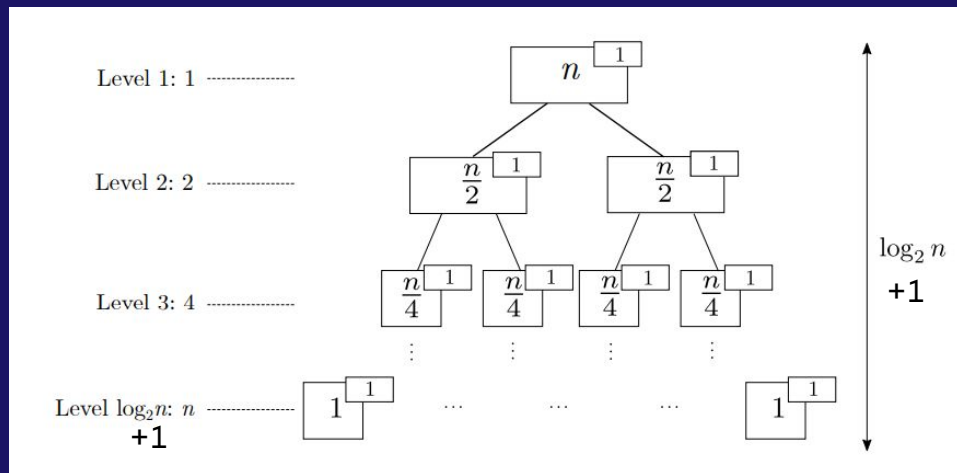 Level 1: 1
n 1
Level 2: 2
n/2 1 n/2 1
Level 3: 4
n/4 1 n/4 1 n/4 1 n/4 1
log₂ n
+1
⋮ ⋮ ⋮ ⋮
Level log₂n: n
+1
1 1 ... ... ... 1 1